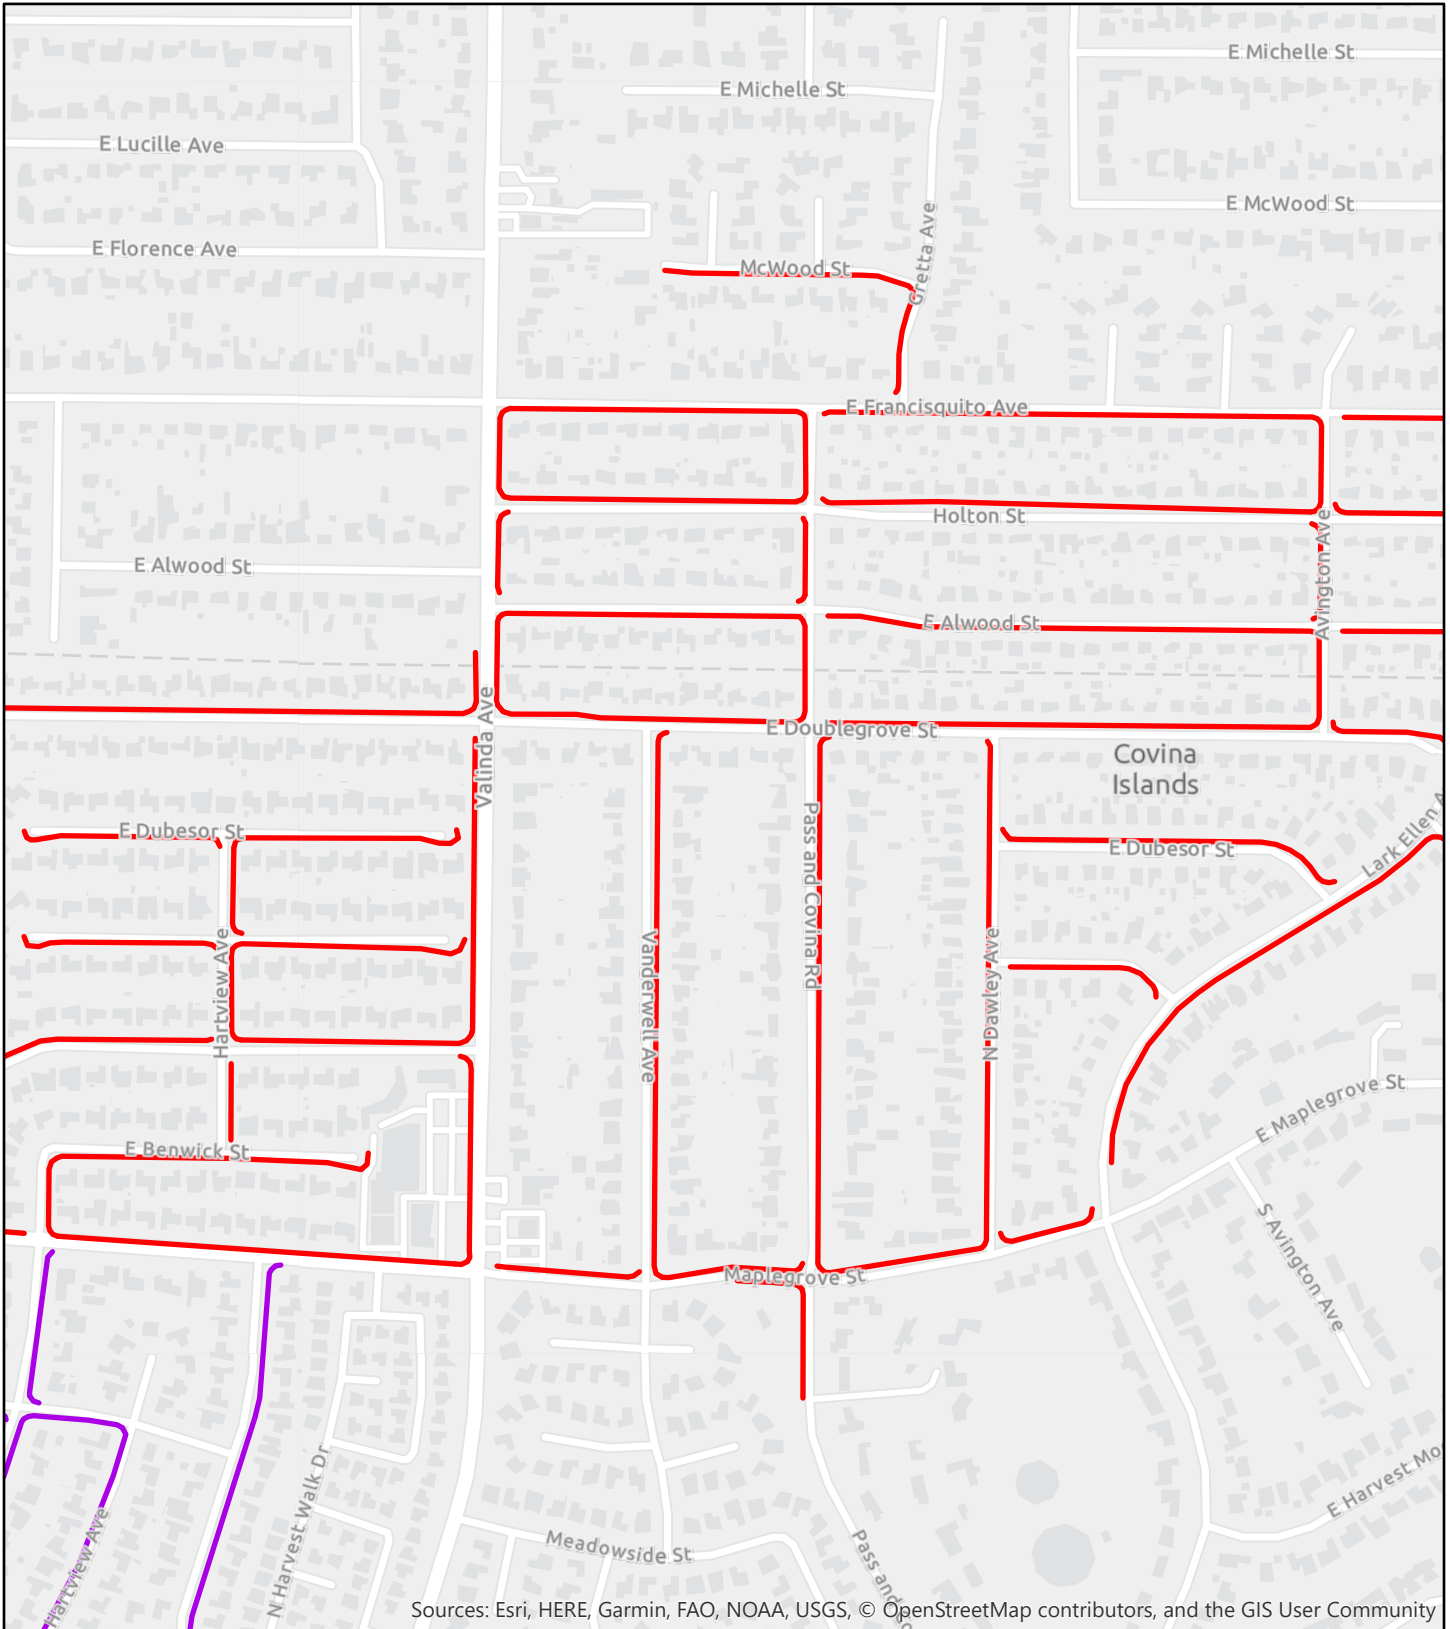 E Michelle St
E Michelle St
E Lucille Ave
E McWood St
E Florence Ave
Gretta Ave
McWood St
E Francisquito Ave
Holton St
Avington Ave
E Alwood St
E Alwood St
Valinda Ave
E Doublegrove St
Covina
Islands
E Dubesor St
Pass and Covina Rd
E Dubesor St
Lark Ellen A
Hartview Ave
Vanderwell Ave
N Dawley Ave
E Maplegrove St
E Benwick St
S Avington Ave
Maplegrove St
N Harvest Walk Dr
E Harvest Mo
Hartview Ave
Meadowside St
Pass and Co
Sources: Esri, HERE, Garmin, FAO, NOAA, USGS, © OpenStreetMap contributors, and the GIS User Community